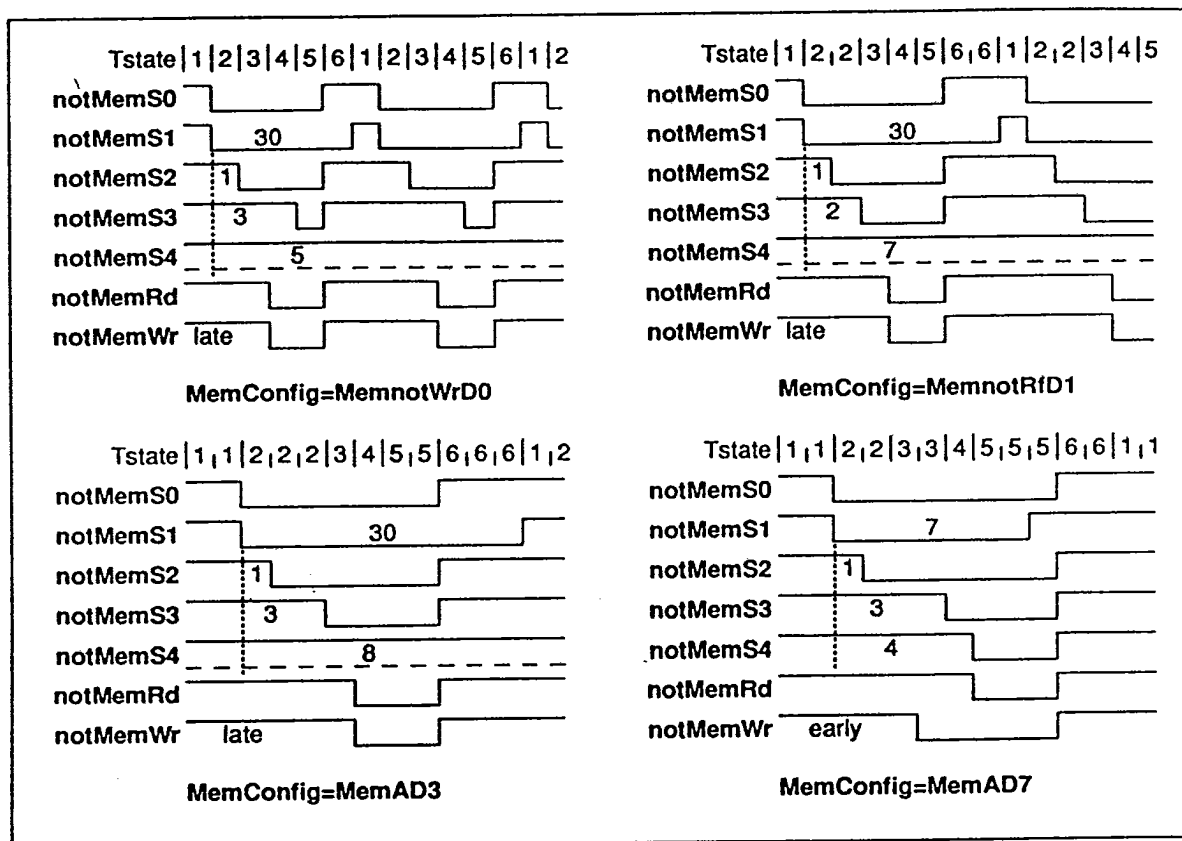 Tstate |1|2|3|4|5|6|1|2|3|4|5|6|1|2
notMemS0
notMemS1 30
notMemS2 1
notMemS3 3
notMemS4 5
notMemRd
notMemWr late
MemConfig=MemnotWrD0
Tstate |1|2|2|3|4|5|6|6|1|2|2|3|4|5
notMemS0
notMemS1 30
notMemS2 1
notMemS3 2
notMemS4 7
notMemRd
notMemWr late
MemConfig=MemnotRfD1
Tstate |1|1|2|2|2|3|4|5|5|6|6|6|1|2
notMemS0
notMemS1 30
notMemS2 1
notMemS3 3
notMemS4 8
notMemRd
notMemWr late
MemConfig=MemAD3
Tstate |1|1|2|2|3|3|4|5|5|5|6|6|1|1
notMemS0
notMemS1 7
notMemS2 1
notMemS3 3
notMemS4 4
notMemRd
notMemWr early
MemConfig=MemAD7